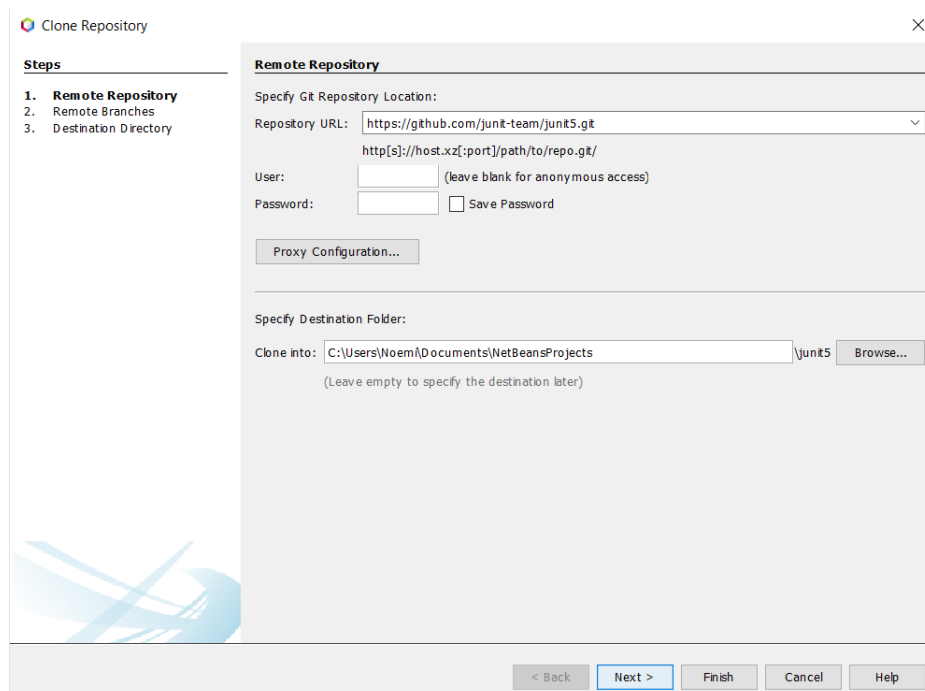 Clone Repository
Steps
1. Remote Repository
2. Remote Branches
3. Destination Directory
Remote Repository
Specify Git Repository Location:
Repository URL: https://github.com/junit-team/junit5.git
http[s]://host.xz[:port]/path/to/repo.git/
User: (leave blank for anonymous access)
Password: Save Password
Proxy Configuration...
Specify Destination Folder:
Clone into: C:\Users\Noemi\Documents\NetBeansProjects \junit5 Browse...
(Leave empty to specify the destination later)
< Back Next > Finish Cancel Help